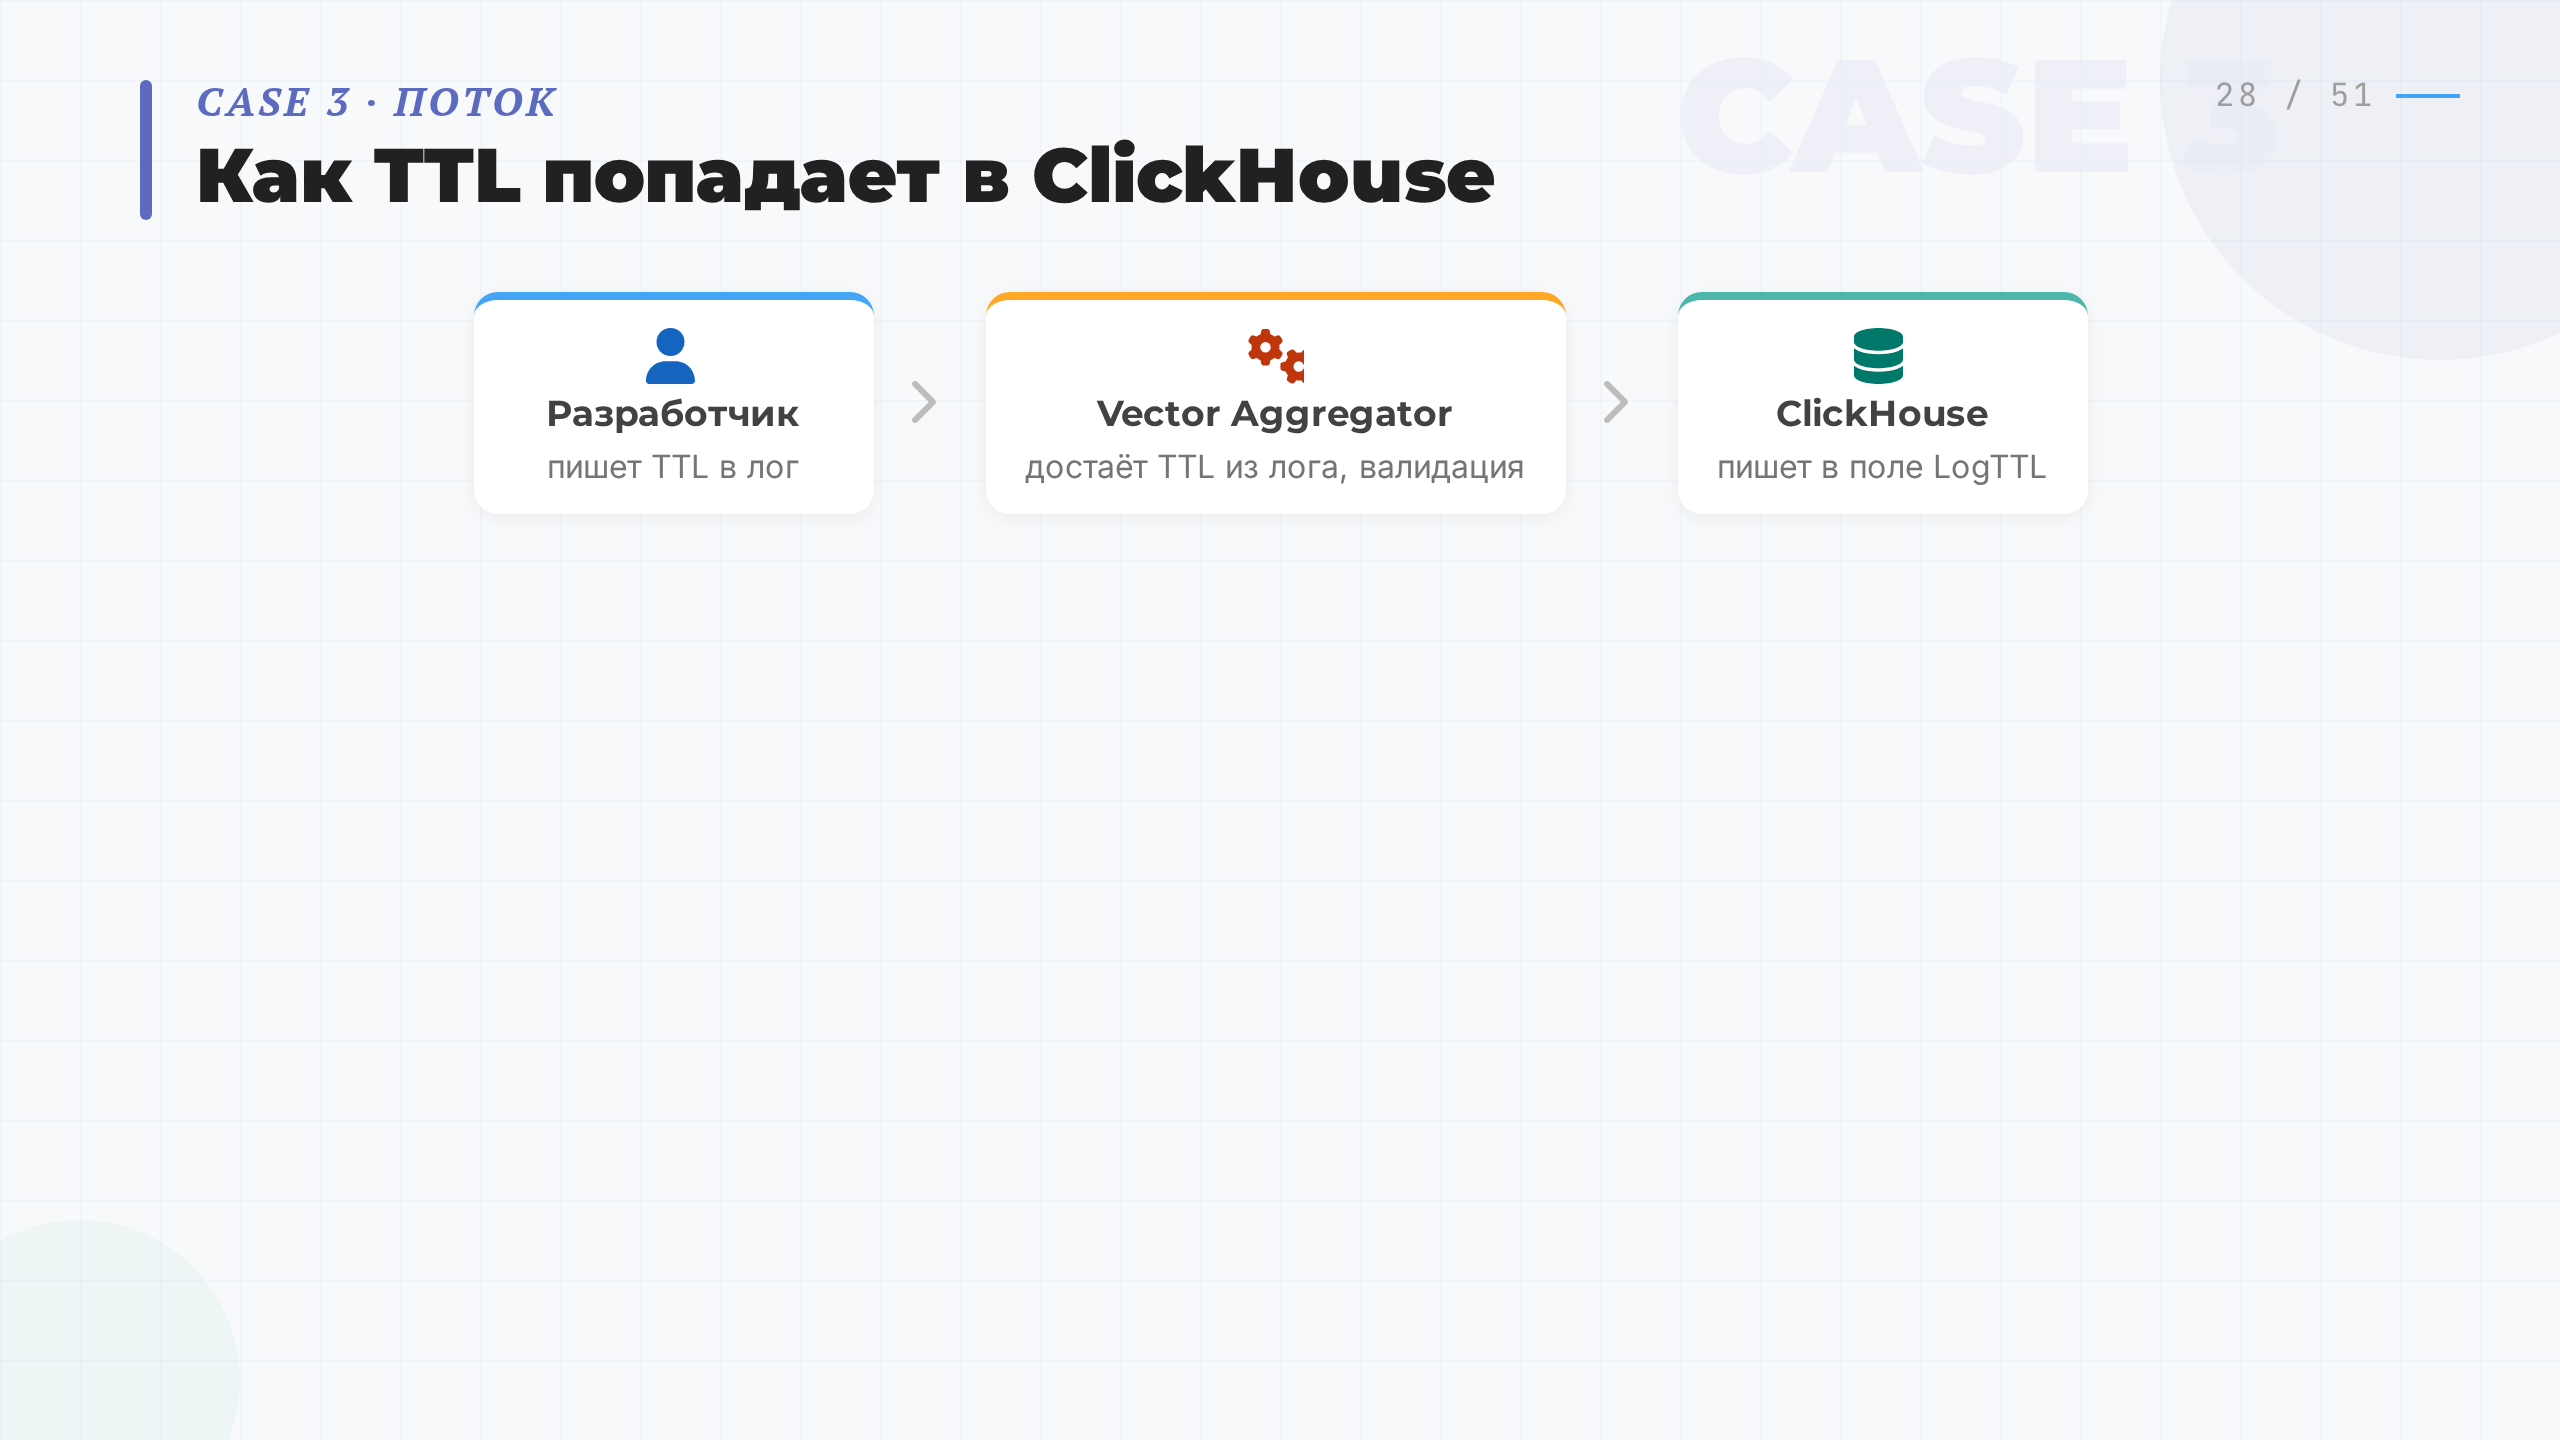 CASE 3 · ПОТОК
Как TTL попадает в ClickHouse
CASE 3
28 / 51
Разработчик
пишет TTL в лог
Vector Aggregator
достаёт TTL из лога, валидация
ClickHouse
пишет в поле LogTTL